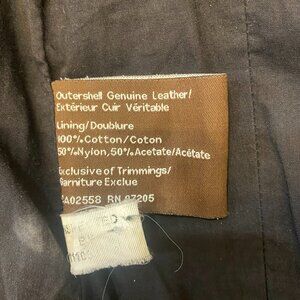 Outershell Genuine Leather/
Extérieur Cuir Véritable
Lining/Doublure
100%Cotton/Coton
50%Nylon,50%Acetate/Acétate
Exclusive of Trimmings/
Garniture Exclue
CA02558 RN 97205